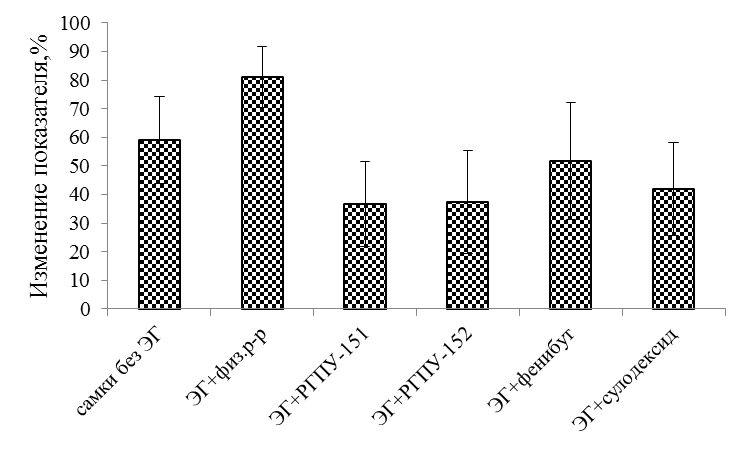 Изменение показателя,%
100
90
80
70
60
50
40
30
20
10
0
самки без ЭГ
ЭГ+физ.р-р
ЭГ+РГПУ-151
ЭГ+РГПУ-152
ЭГ+фенибут
ЭГ+сулодексид